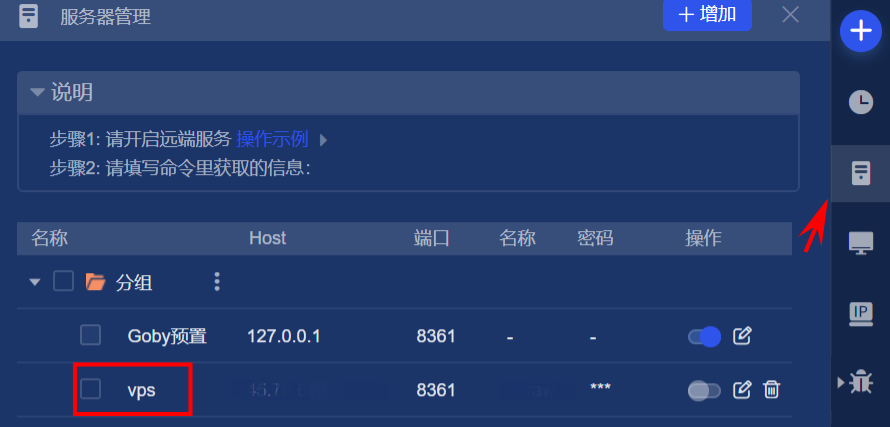 服务器管理
+ 增加
说明
步骤1: 请开启远端服务 操作示例
步骤2: 请填写命令里获取的信息:
名称 Host 端口 名称 密码 操作
分组
Goby预置 127.0.0.1 8361 - -
vps 8361 ***
IP